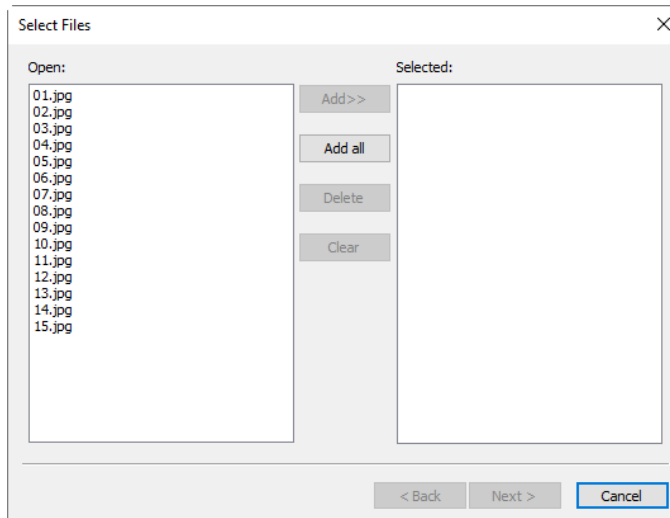 Select Files
Open:
Selected:
01.jpg
02.jpg
03.jpg
04.jpg
05.jpg
06.jpg
07.jpg
08.jpg
09.jpg
10.jpg
11.jpg
12.jpg
13.jpg
14.jpg
15.jpg
Add>>
Add all
Delete
Clear
< Back
Next >
Cancel